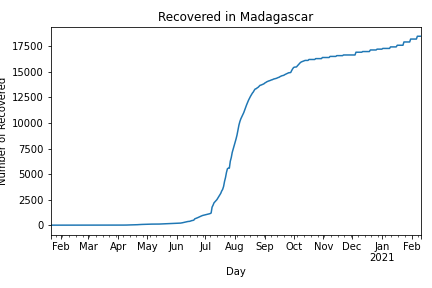 Recovered in Madagascar
Number of Recovered
17500
15000
12500
10000
7500
5000
2500
0
Feb Mar Apr May Jun Jul Aug Sep Oct Nov Dec Jan Feb
2021
Day